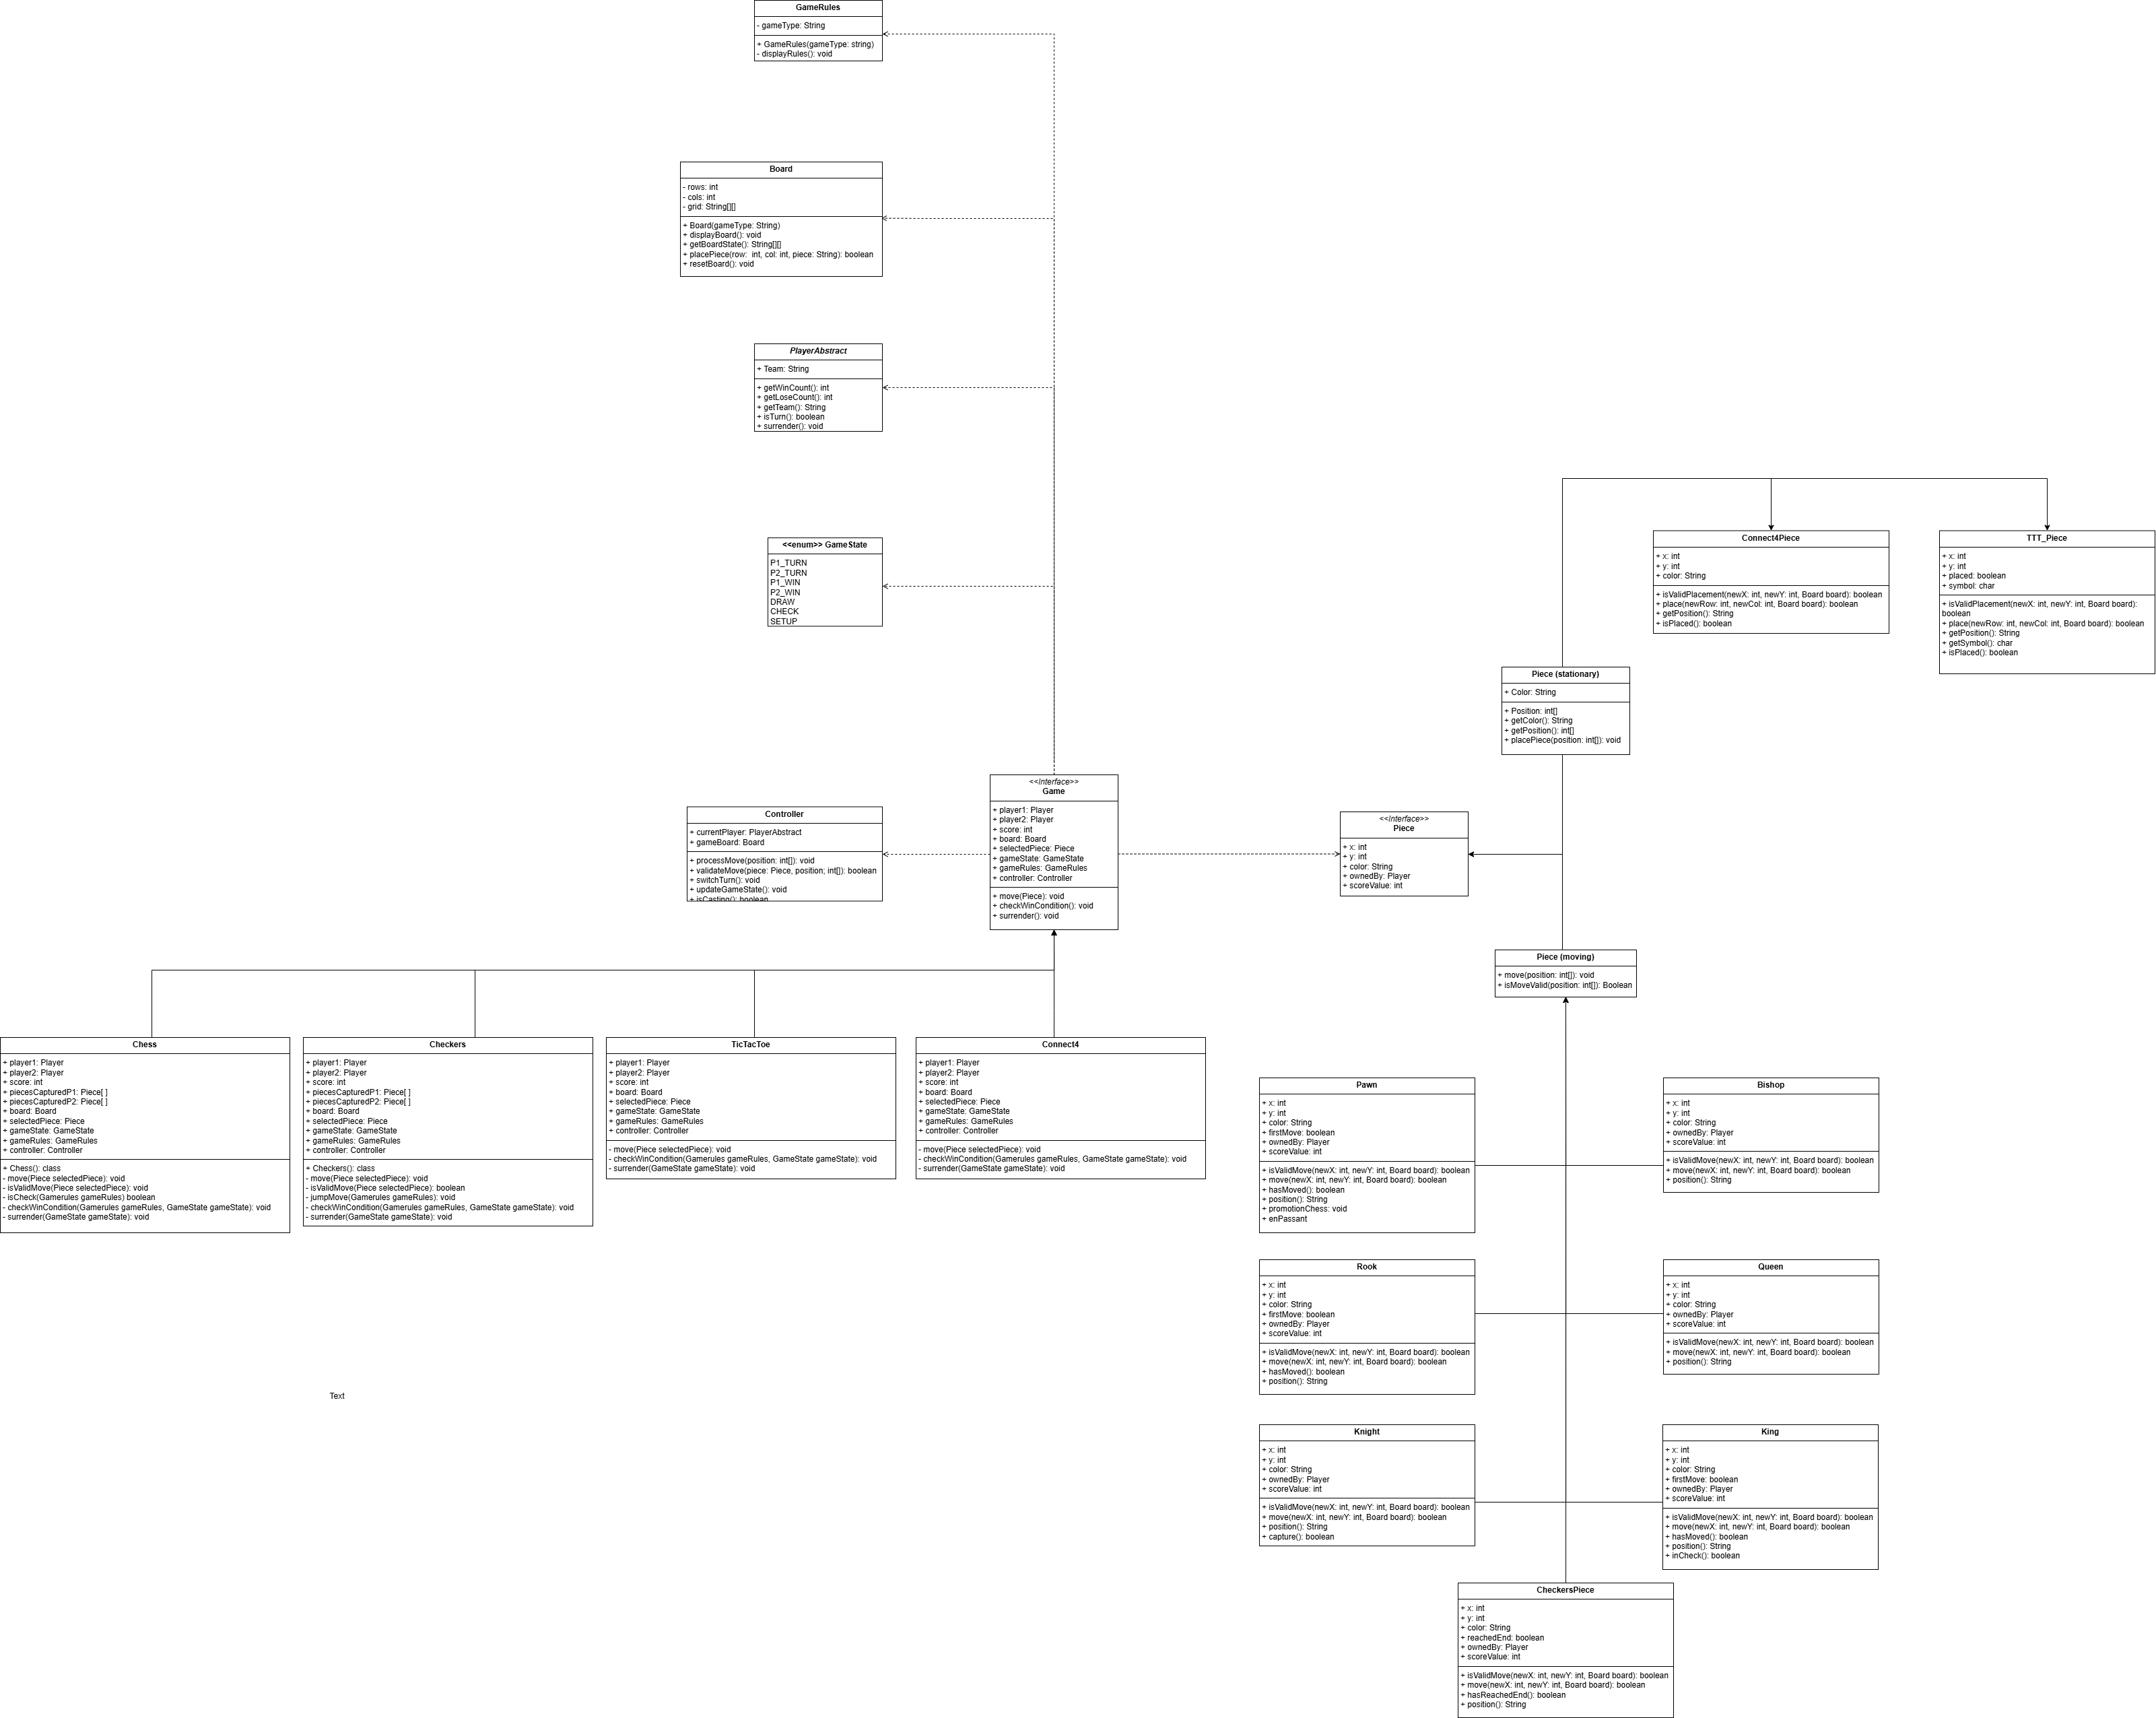 GameRules
- gameType: String
+ GameRules(gameType: string)
- displayRules(): void
Board
- rows: int
- cols: int
- grid: String[][]
+ Board(gameType: String)
+ displayBoard(): void
+ getBoardState(): String[][]
+ placePiece(row:  int, col: int, piece: String): boolean
+ resetBoard(): void
PlayerAbstract
+ Team: String
+ getWinCount(): int
+ getLoseCount(): int
+ getTeam(): String
+ isTurn(): boolean
+ surrender(): void
<<enum>> GameState
P1_TURN
P2_TURN
P1_WIN
P2_WIN
DRAW
CHECK
SETUP
Connect4Piece
+ x: int
+ y: int
+ color: String
+ isValidPlacement(newX: int, newY: int, Board board): boolean
+ place(newRow: int, newCol: int, Board board): boolean
+ getPosition(): String
+ isPlaced(): boolean
TTT_Piece
+ x: int
+ y: int
+ placed: boolean
+ symbol: char
+ isValidPlacement(newX: int, newY: int, Board board):
boolean
+ place(newRow: int, newCol: int, Board board): boolean
+ getPosition(): String
+ getSymbol(): char
+ isPlaced(): boolean
Piece (stationary)
+ Color: String
+ Position: int[]
+ getColor(): String
+ getPosition(): int[]
+ placePiece(position: int[]): void
Controller
+ currentPlayer: PlayerAbstract
+ gameBoard: Board
+ processMove(position: int[]): void
+ validateMove(piece: Piece, position; int[]): boolean
+ switchTurn(): void
+ updateGameState(): void
+ isCasting(): boolean
<<Interface>>
Game
+ player1: Player
+ player2: Player
+ score: int
+ board: Board
+ selectedPiece: Piece
+ gameState: GameState
+ gameRules: GameRules
+ controller: Controller
+ move(Piece): void
+ checkWinCondition(): void
+ surrender(): void
<<Interface>>
Piece
+ x: int
+ y: int
+ color: String
+ ownedBy: Player
+ scoreValue: int
Piece (moving)
+ move(position: int[]): void
+ isMoveValid(position: int[]): Boolean
Chess
+ player1: Player
+ player2: Player
+ score: int
+ piecesCapturedP1: Piece[ ]
+ piecesCapturedP2: Piece[ ]
+ board: Board
+ selectedPiece: Piece
+ gameState: GameState
+ gameRules: GameRules
+ controller: Controller
+ Chess(): class
- move(Piece selectedPiece): void
- isValidMove(Piece selectedPiece): void
- isCheck(Gamerules gameRules) boolean
- checkWinCondition(Gamerules gameRules, GameState gameState): void
- surrender(GameState gameState): void
Checkers
+ player1: Player
+ player2: Player
+ score: int
+ piecesCapturedP1: Piece[ ]
+ piecesCapturedP2: Piece[ ]
+ board: Board
+ selectedPiece: Piece
+ gameState: GameState
+ gameRules: GameRules
+ controller: Controller
+ Checkers(): class
- move(Piece selectedPiece): void
- isValidMove(Piece selectedPiece): boolean
- jumpMove(Gamerules gameRules): void
- checkWinCondition(Gamerules gameRules, GameState gameState): void
- surrender(GameState gameState): void
TicTacToe
+ player1: Player
+ player2: Player
+ score: int
+ board: Board
+ selectedPiece: Piece
+ gameState: GameState
+ gameRules: GameRules
+ controller: Controller
- move(Piece selectedPiece): void
- checkWinCondition(Gamerules gameRules, GameState gameState): void
- surrender(GameState gameState): void
Connect4
+ player1: Player
+ player2: Player
+ score: int
+ board: Board
+ selectedPiece: Piece
+ gameState: GameState
+ gameRules: GameRules
+ controller: Controller
- move(Piece selectedPiece): void
- checkWinCondition(Gamerules gameRules, GameState gameState): void
- surrender(GameState gameState): void
Pawn
+ x: int
+ y: int
+ color: String
+ firstMove: boolean
+ ownedBy: Player
+ scoreValue: int
+ isValidMove(newX: int, newY: int, Board board): boolean
+ move(newX: int, newY: int, Board board): boolean
+ hasMoved(): boolean
+ position(): String
+ promotionChess: void
+ enPassant
Bishop
+ x: int
+ y: int
+ color: String
+ ownedBy: Player
+ scoreValue: int
+ isValidMove(newX: int, newY: int, Board board): boolean
+ move(newX: int, newY: int, Board board): boolean
+ position(): String
Rook
+ x: int
+ y: int
+ color: String
+ firstMove: boolean
+ ownedBy: Player
+ scoreValue: int
+ isValidMove(newX: int, newY: int, Board board): boolean
+ move(newX: int, newY: int, Board board): boolean
+ hasMoved(): boolean
+ position(): String
Queen
+ x: int
+ y: int
+ color: String
+ ownedBy: Player
+ scoreValue: int
+ isValidMove(newX: int, newY: int, Board board): boolean
+ move(newX: int, newY: int, Board board): boolean
+ position(): String
Text
Knight
+ x: int
+ y: int
+ color: String
+ ownedBy: Player
+ scoreValue: int
+ isValidMove(newX: int, newY: int, Board board): boolean
+ move(newX: int, newY: int, Board board): boolean
+ position(): String
+ capture(): boolean
King
+ x: int
+ y: int
+ color: String
+ firstMove: boolean
+ ownedBy: Player
+ scoreValue: int
+ isValidMove(newX: int, newY: int, Board board): boolean
+ move(newX: int, newY: int, Board board): boolean
+ hasMoved(): boolean
+ position(): String
+ inCheck(): boolean
CheckersPiece
+ x: int
+ y: int
+ color: String
+ reachedEnd: boolean
+ ownedBy: Player
+ scoreValue: int
+ isValidMove(newX: int, newY: int, Board board): boolean
+ move(newX: int, newY: int, Board board): boolean
+ hasReachedEnd(): boolean
+ position(): String